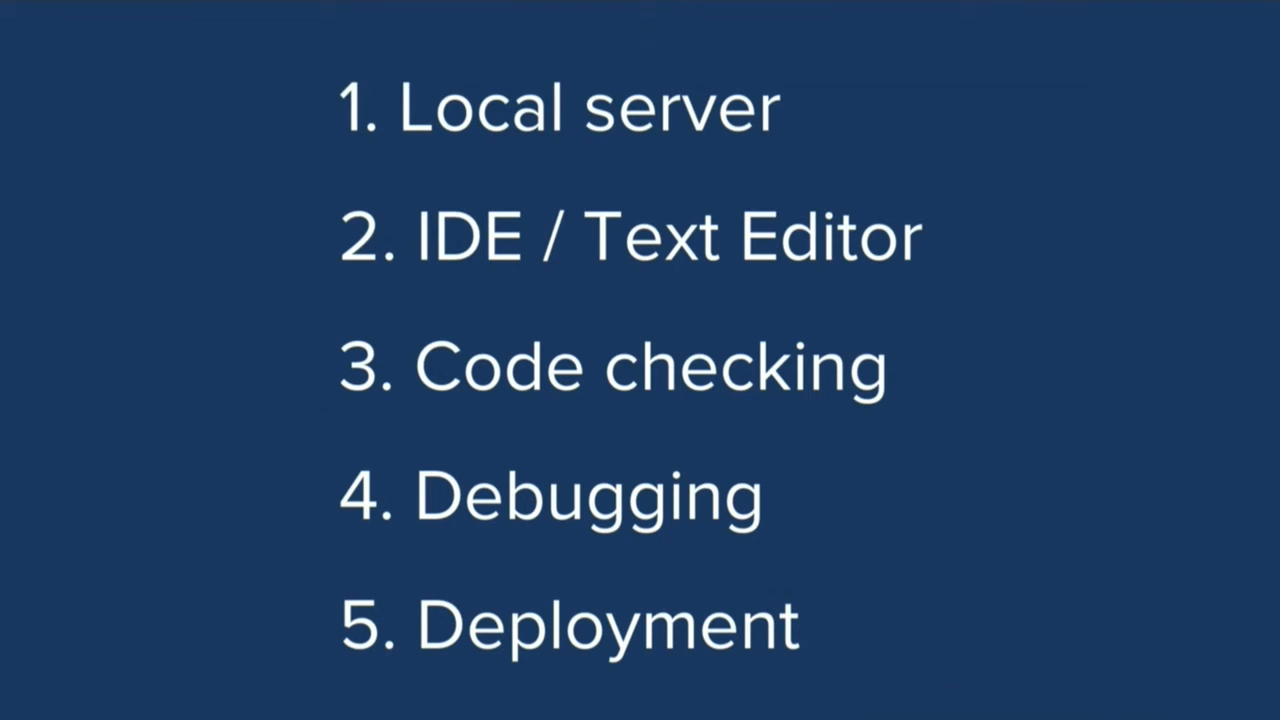 1. Local server
2. IDE / Text Editor
3. Code checking
4. Debugging
5. Deployment